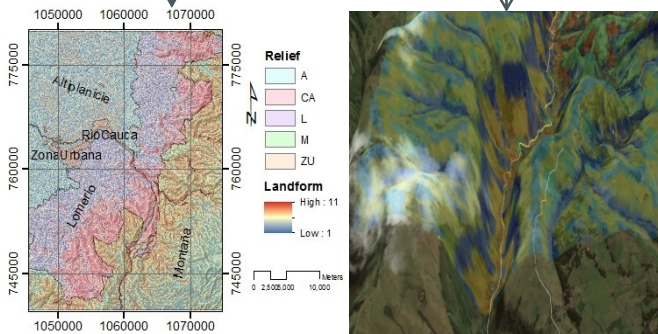 1050000 1060000 1070000
775000 775000
Altiplanicie
RioCauca
ZonaUrbana
760000 760000
Lomerio
Montana
745000 745000
1050000 1060000 1070000
Relief
A
CA
L
M
ZU
N
Landform
High : 11
Low : 1
Meters
0 2,500 5,000 10,000